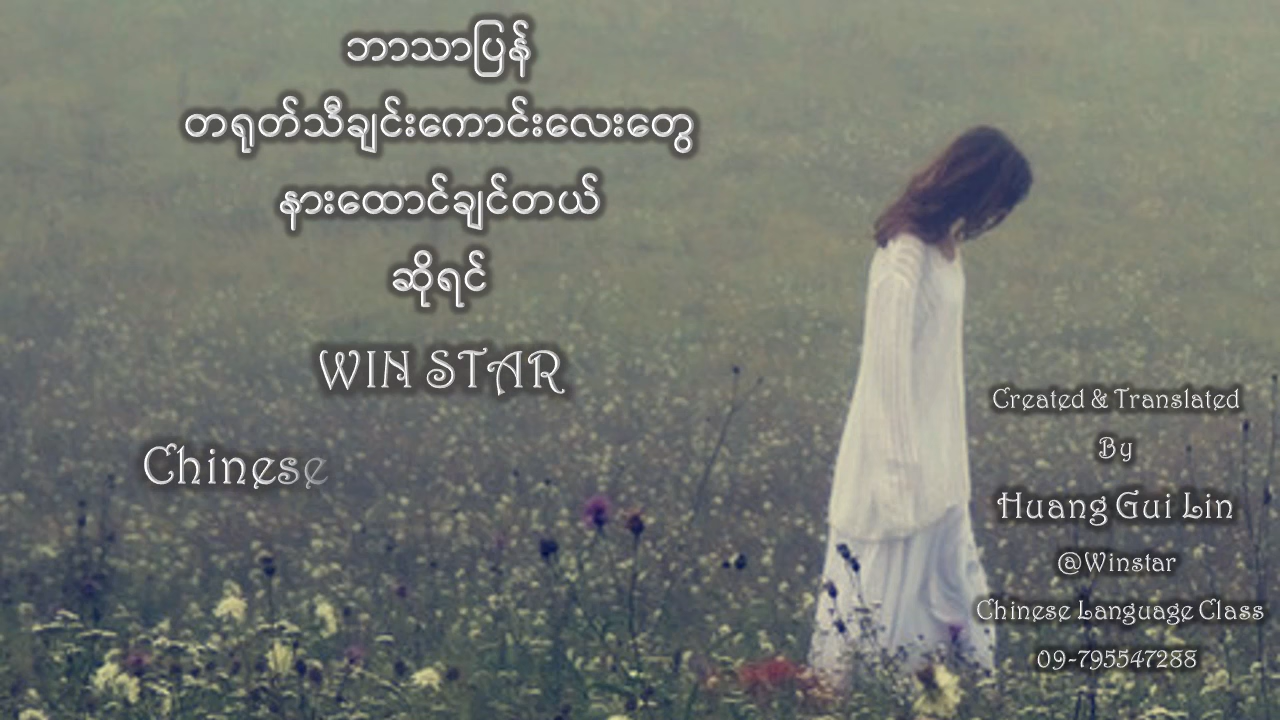 ဘာသာပြန်
တရုတ်သီချင်းကောင်းလေးတွေ
နားထောင်ချင်တယ်
ဆိုရင်
WIN STAR
Chinese
Created & Translated
By
Huang Gui Lin
@Winstar
Chinese Language Class
09-795547288